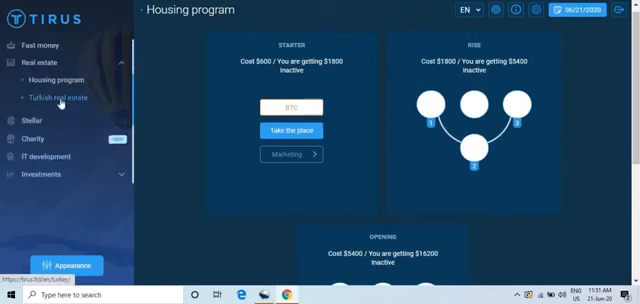 TIRUS
Housing program
EN
06/21/2020
Fast money
Real estate
Housing program
Turkish real estate
Stellar
Cherity
new
IT development
Investments
Appearance
STARTER
Cost $600 / You are getting $1800
Inactive
BTC
Take the place
Marketing
RISE
Cost $1800 / You are getting $5400
Inactive
1
2
3
OPENING
Cost $5400 / You are getting $16200
Inactive
https://tirus.ltd/en/turkey/
Type here to search
ENG
US
11:51 AM
21-Jun-20